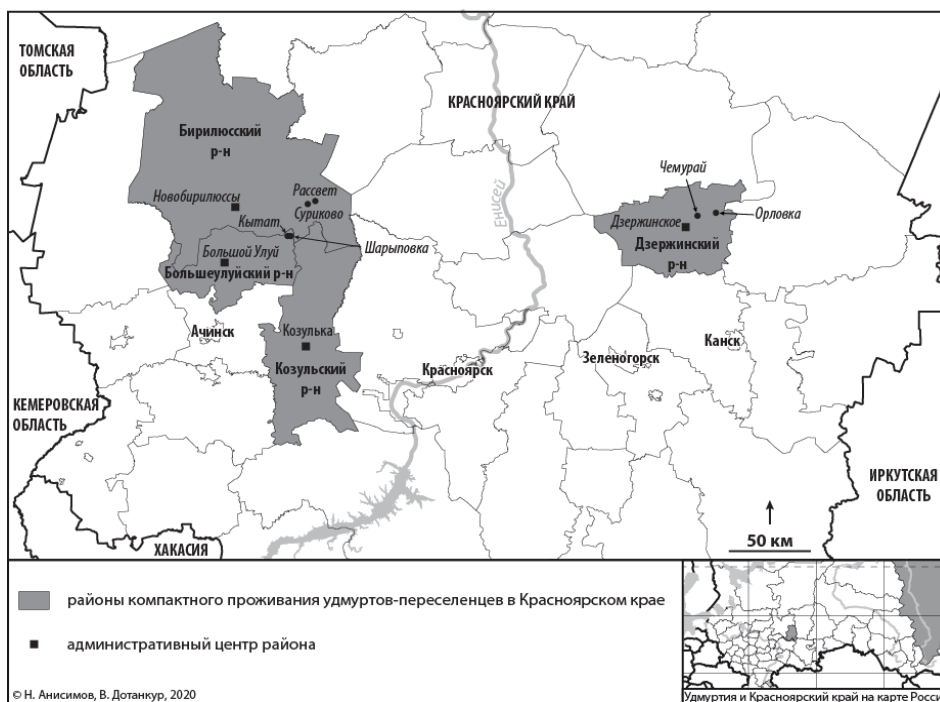 ТОМСКАЯ
ОБЛАСТЬ
КРАСНОЯРСКИЙ КРАЙ
Бирилюсский
р-н
Енисей
Чемурай
Новобирилюссы
Рассвет
Суриково
Кытат
Дзержинское
Орловка
Дзержинский
р-н
Большой Улуй
Шарыповка
Большеулуйский р-н
Ачинск
Козулька
Козульский
р-н
Красноярск
Зеленогорск
Канск
КЕМЕРОВСКАЯ
ОБЛАСТЬ
ИРКУТСКАЯ
ОБЛАСТЬ
ХАКАСИЯ
50 км
районы компактного проживания удмуртов-переселенцев в Красноярском крае
административный центр района
© Н. Анисимов, В. Дотанкур, 2020
Удмуртия и Красноярский край на карте Росси